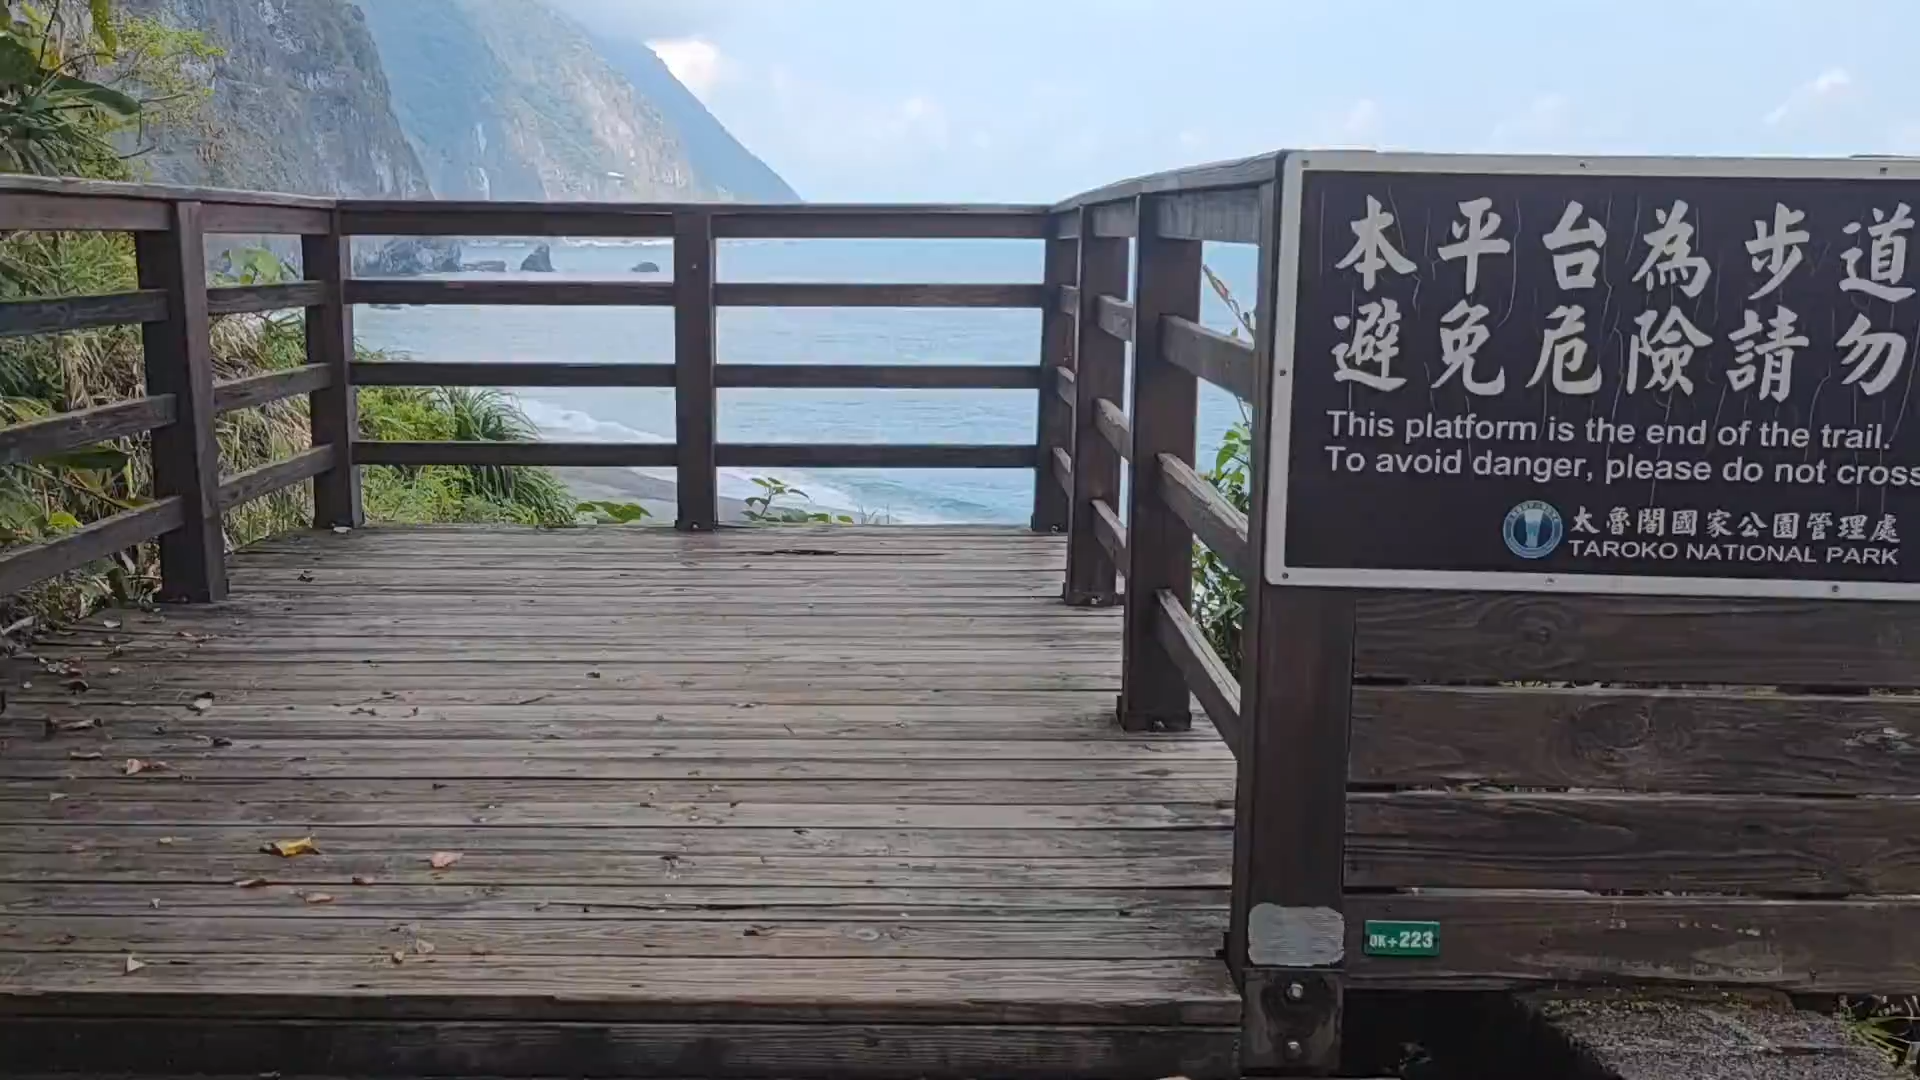 本平台為步道
避免危險請勿
This platform is the end of the trail.
To avoid danger, please do not cross
太魯閣國家公園管理處
TAROKO NATIONAL PARK
0K+223